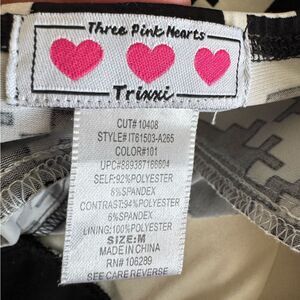 Three Pink Hearts
Trixxi
CUT# 10408
STYLE# IT61503-A265
COLOR#101
UPC#889387186604
SELF:92%POLYESTER
8%SPANDEX
CONTRAST:94%POLYESTER
6%SPANDEX
LINING:100%POLYESTER
SIZE:M
MADE IN CHINA
RN# 106289
SEE CARE REVERSE